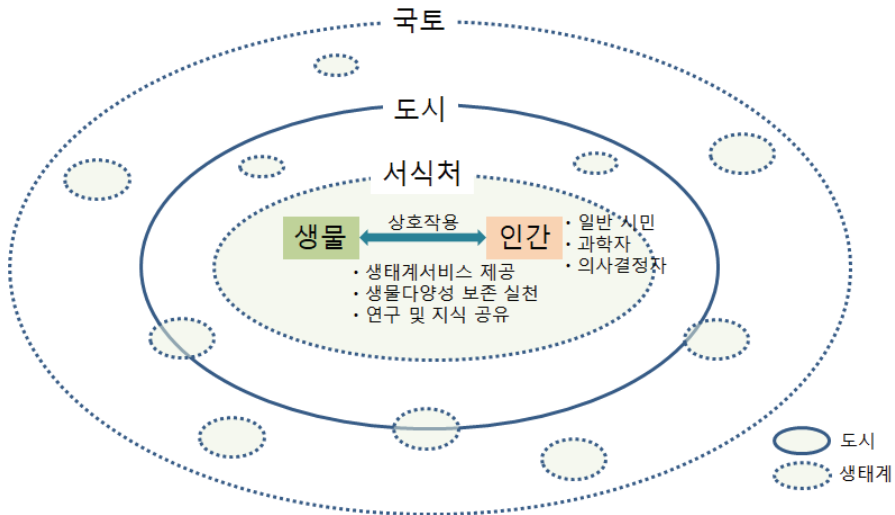 국토
도시
서식처
생물
상호작용
인간
· 일반 시민
· 과학자
· 의사결정자
· 생태계서비스 제공
· 생물다양성 보존 실천
· 연구 및 지식 공유
도시
생태계